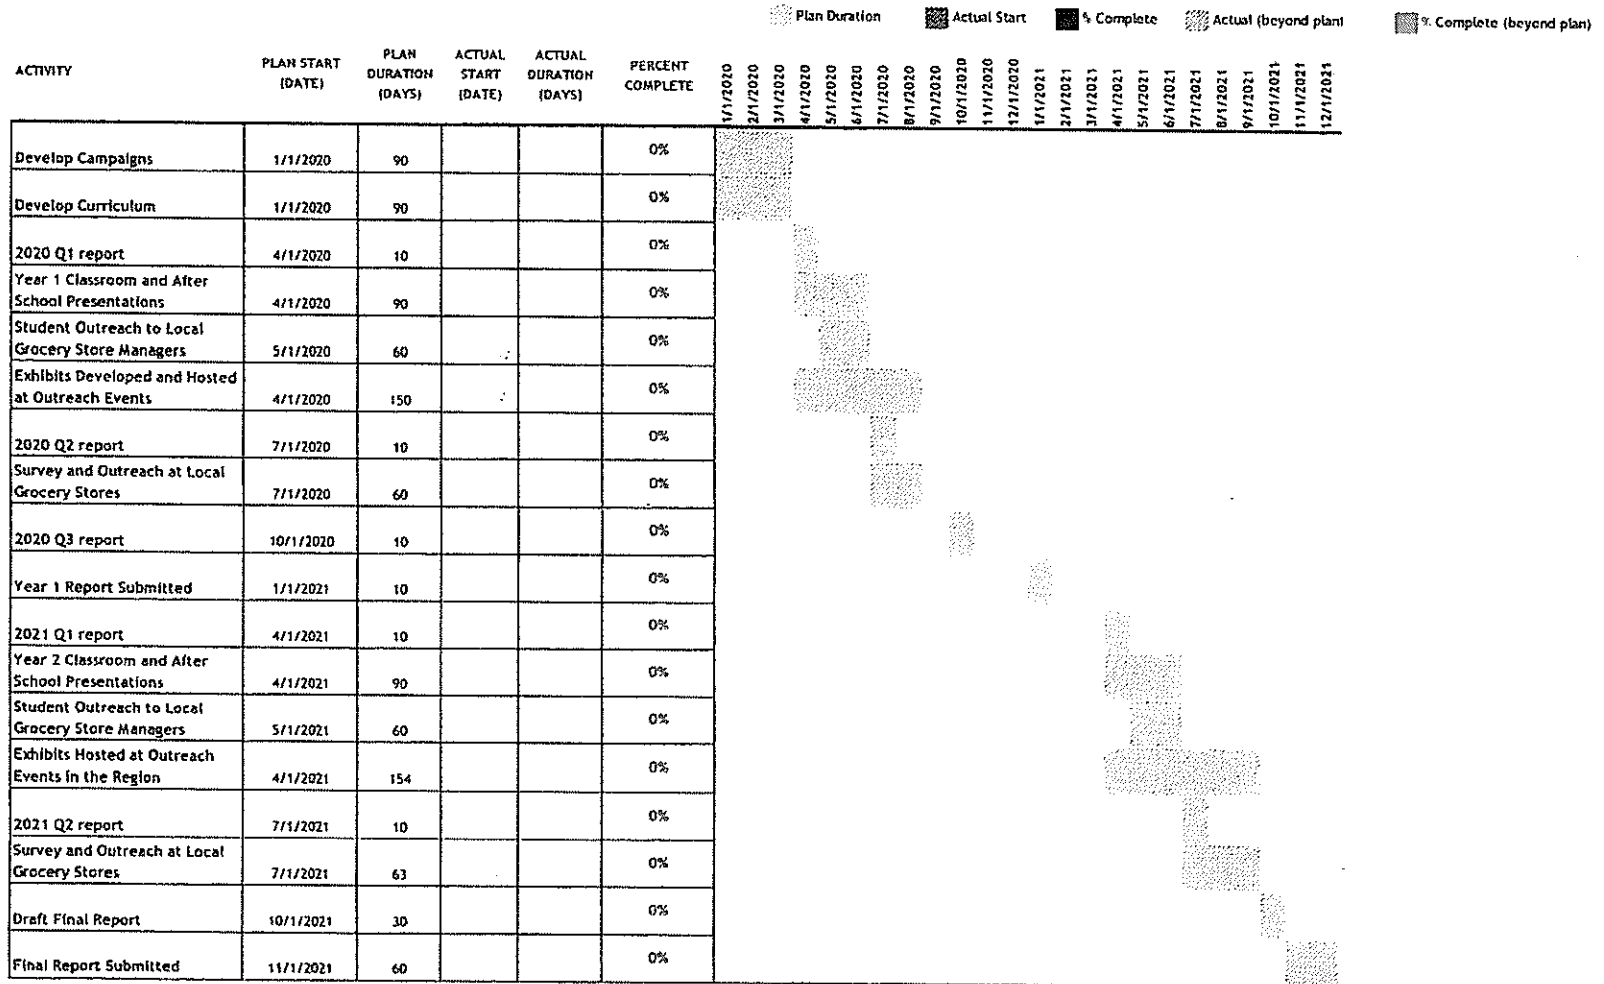 Plan Duration Actual Start % Complete Actual (beyond plan) % Complete (beyond plan)
ACTIVITY PLAN START (DATE) PLAN DURATION (DAYS) ACTUAL START (DATE) ACTUAL DURATION (DAYS) PERCENT COMPLETE 1/1/2020 2/1/2020 3/1/2020 4/1/2020 5/1/2020 6/1/2020 7/1/2020 8/1/2020 9/1/2020 10/1/2020 11/1/2020 12/1/2020 1/1/2021 2/1/2021 3/1/2021 4/1/2021 5/1/2021 6/1/2021 7/1/2021 8/1/2021 9/1/2021 10/1/2021 11/1/2021 12/1/2021
Develop Campaigns 1/1/2020 90 0%
Develop Curriculum 1/1/2020 90 0%
2020 Q1 report 4/1/2020 10 0%
Year 1 Classroom and After
School Presentations 4/1/2020 90 0%
Student Outreach to Local
Grocery Store Managers 5/1/2020 60 0%
Exhibits Developed and Hosted
at Outreach Events 4/1/2020 150 0%
2020 Q2 report 7/1/2020 10 0%
Survey and Outreach at Local
Grocery Stores 7/1/2020 60 0%
2020 Q3 report 10/1/2020 10 0%
Year 1 Report Submitted 1/1/2021 10 0%
2021 Q1 report 4/1/2021 10 0%
Year 2 Classroom and After
School Presentations 4/1/2021 90 0%
Student Outreach to Local
Grocery Store Managers 5/1/2021 60 0%
Exhibits Hosted at Outreach
Events in the Region 4/1/2021 154 0%
2021 Q2 report 7/1/2021 10 0%
Survey and Outreach at Local
Grocery Stores 7/1/2021 63 0%
Draft Final Report 10/1/2021 30 0%
Final Report Submitted 11/1/2021 60 0%